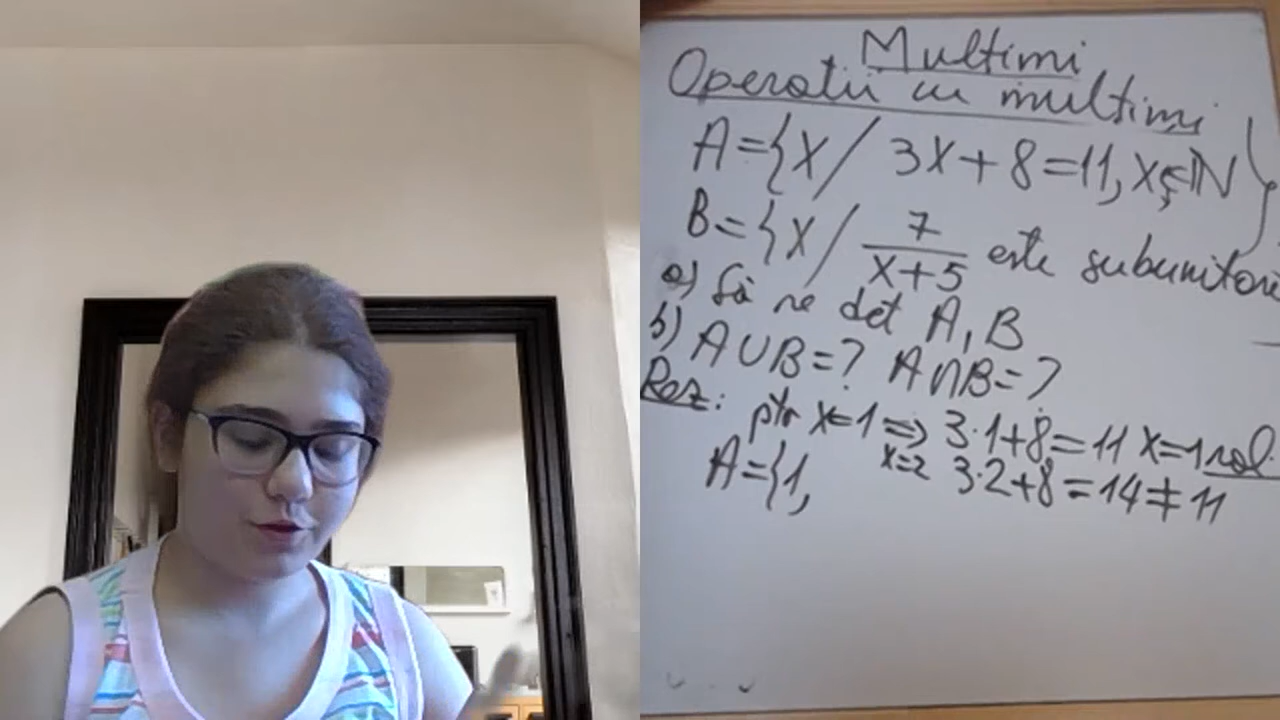 Multimi
Operatii cu multimi
A={x/ 3x+8=11, x∈ℕ}
B={x/ 7/(x+5) este subunitară
a) Să se det A, B
b) A∪B=? A∩B=?
Rez: ptr x=1 => 3·1+8=11 x=1 sol.
A={1, x=2 3·2+8=14≠11